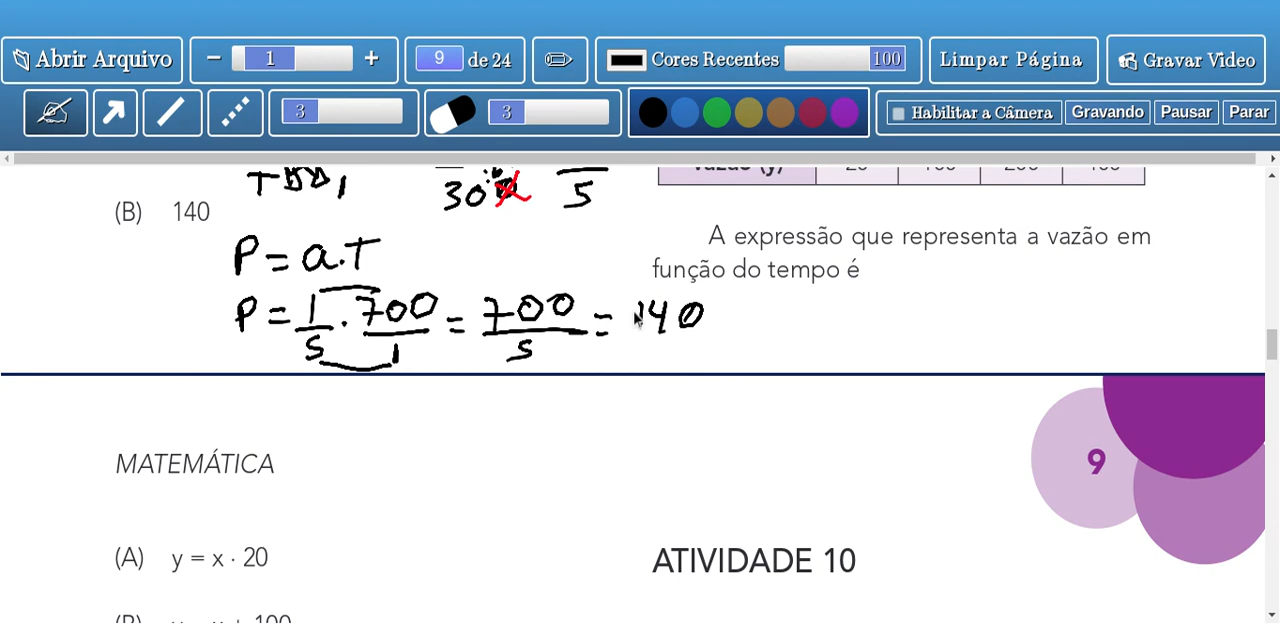 Abrir Arquivo − 1 + 9 de 24 Cores Recentes 100 Limpar Página Gravar Video
3 3 Habilitar a Câmera Gravando Pausar Parar
30 5
(B) 140
P = a.T
P = 1/5 . 700/1 = 700/5 = 140
A expressão que representa a vazão em
função do tempo é
MATEMÁTICA
9
(A) y = x · 20
ATIVIDADE 10